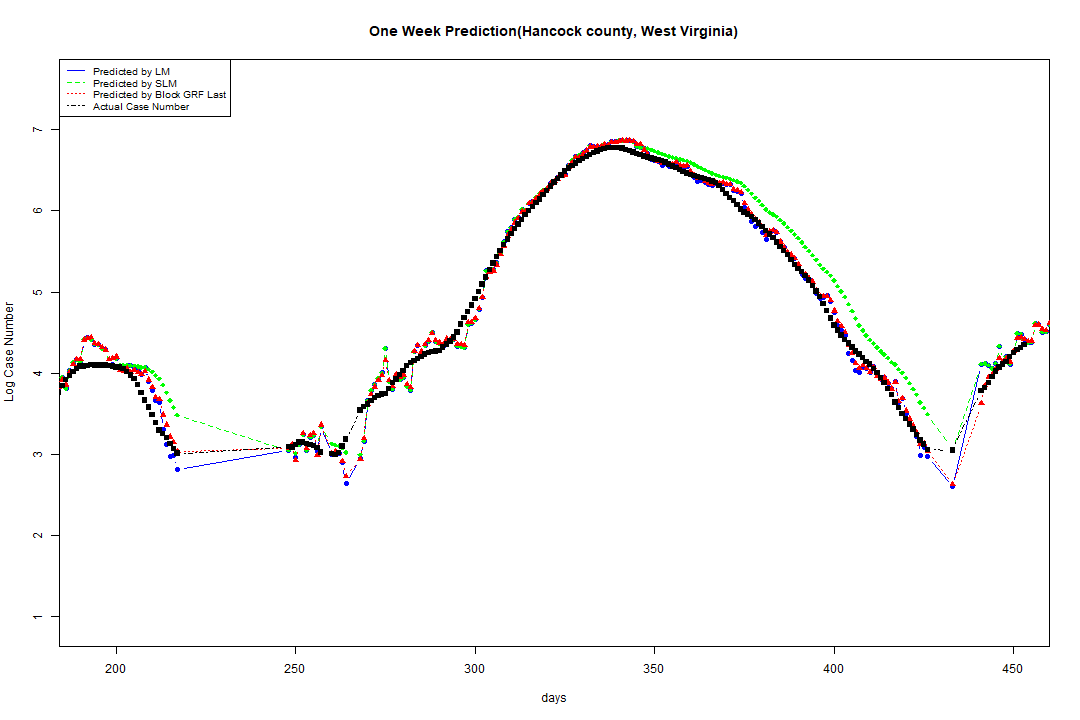 One Week Prediction(Hancock county, West Virginia)
Predicted by LM
Predicted by SLM
Predicted by Block GRF Last
Actual Case Number
Log Case Number
7
6
5
4
3
2
1
200 250 300 350 400 450
days